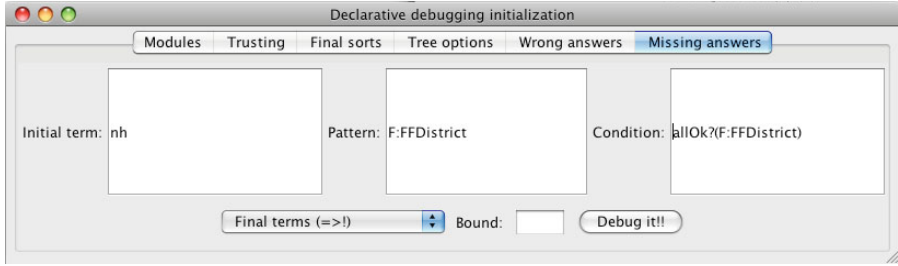 Declarative debugging initialization
Modules Trusting Final sorts Tree options Wrong answers Missing answers
Initial term: nh Pattern: F:FFDistrict Condition: allOk?(F:FFDistrict)
Final terms (=>!) Bound: Debug it!!